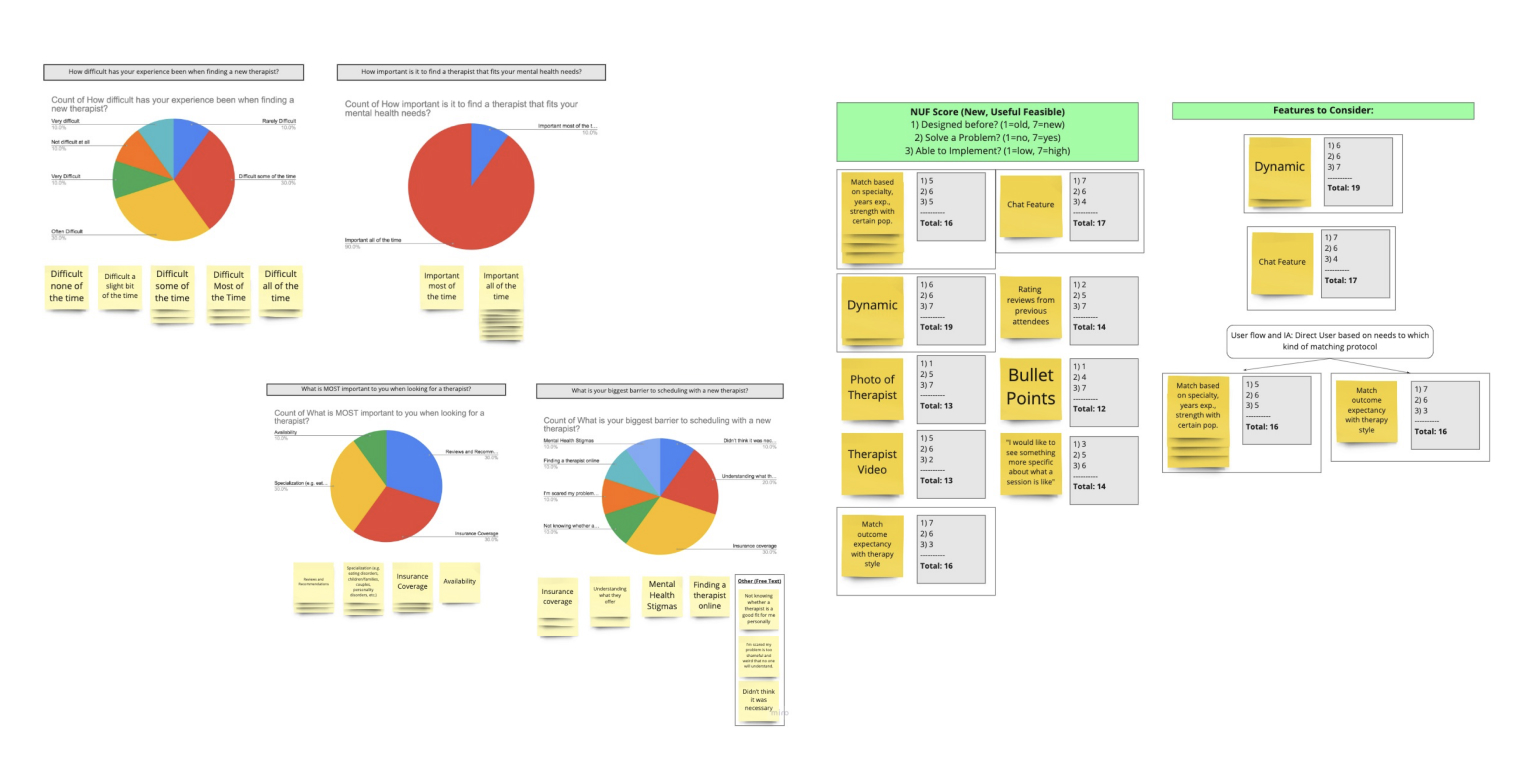 How difficult has your experience been when finding a new therapist?
Count of How difficult has your experience been when finding a
new therapist?
Very difficult
10.0%
Not difficult at all
10.0%
Very Difficult
10.0%
Often Difficult
30.0%
Rarely Difficult
10.0%
Difficult some of the time
30.0%
Difficult
none of
the time
Difficult a
slight bit
of the time
Difficult
some of
the time
Difficult
Most of
the Time
Difficult
all of the
time
How important is it to find a therapist that fits your mental health needs?
Count of How important is it to find a therapist that fits your
mental health needs?
Important most of the t...
10.0%
Important all of the time
90.0%
Important
most of
the time
Important
all of the
time
What is MOST important to you when looking for a therapist?
Count of What is MOST important to you when looking for a
therapist?
Availability
10.0%
Specialization (e.g. eat...
30.0%
Reviews and Recomm...
30.0%
Insurance Coverage
30.0%
Reviews and
Recommendations
Specialization (e.g.
eating disorders,
children/families,
couples,
personality
disorders, etc.)
Insurance
Coverage
Availability
What is your biggest barrier to scheduling with a new therapist?
Count of What is your biggest barrier to scheduling with a new
therapist?
Mental Health Stigmas
10.0%
Finding a therapist online
10.0%
I'm scared my problem...
10.0%
Not knowing whether a...
10.0%
Didn't think it was nec...
10.0%
Understanding what th...
20.0%
Insurance coverage
30.0%
Insurance
coverage
Understanding
what they
offer
Mental
Health
Stigmas
Finding a
therapist
online
Other (Free Text)
Not knowing
whether a
therapist is a
good fit for me
personally
I'm scared my
problem is too
shameful and
weird that no one
will understand.
Didn't think
it was
necessary
miro
NUF Score (New, Useful Feasible)
1) Designed before? (1=old, 7=new)
2) Solve a Problem? (1=no, 7=yes)
3) Able to Implement? (1=low, 7=high)
Match based
on specialty,
years exp.,
strength with
certain pop.
1) 5
2) 6
3) 5
----------
Total: 16
Chat Feature
1) 7
2) 6
3) 4
----------
Total: 17
Dynamic
1) 6
2) 6
3) 7
----------
Total: 19
Rating
reviews from
previous
attendees
1) 2
2) 5
3) 7
----------
Total: 14
Photo of
Therapist
1) 1
2) 5
3) 7
----------
Total: 13
Bullet
Points
1) 1
2) 4
3) 7
----------
Total: 12
Therapist
Video
1) 5
2) 6
3) 2
----------
Total: 13
"I would like to
see something
more specific
about what a
session is like"
1) 3
2) 5
3) 6
----------
Total: 14
Match
outcome
expectancy
with therapy
style
1) 7
2) 6
3) 3
----------
Total: 16
Features to Consider:
Dynamic
1) 6
2) 6
3) 7
----------
Total: 19
Chat Feature
1) 7
2) 6
3) 4
----------
Total: 17
User flow and IA: Direct User based on needs to which
kind of matching protocol
Match based
on specialty,
years exp.,
strength with
certain pop.
1) 5
2) 6
3) 5
----------
Total: 16
Match
outcome
expectancy
with therapy
style
1) 7
2) 6
3) 3
----------
Total: 16